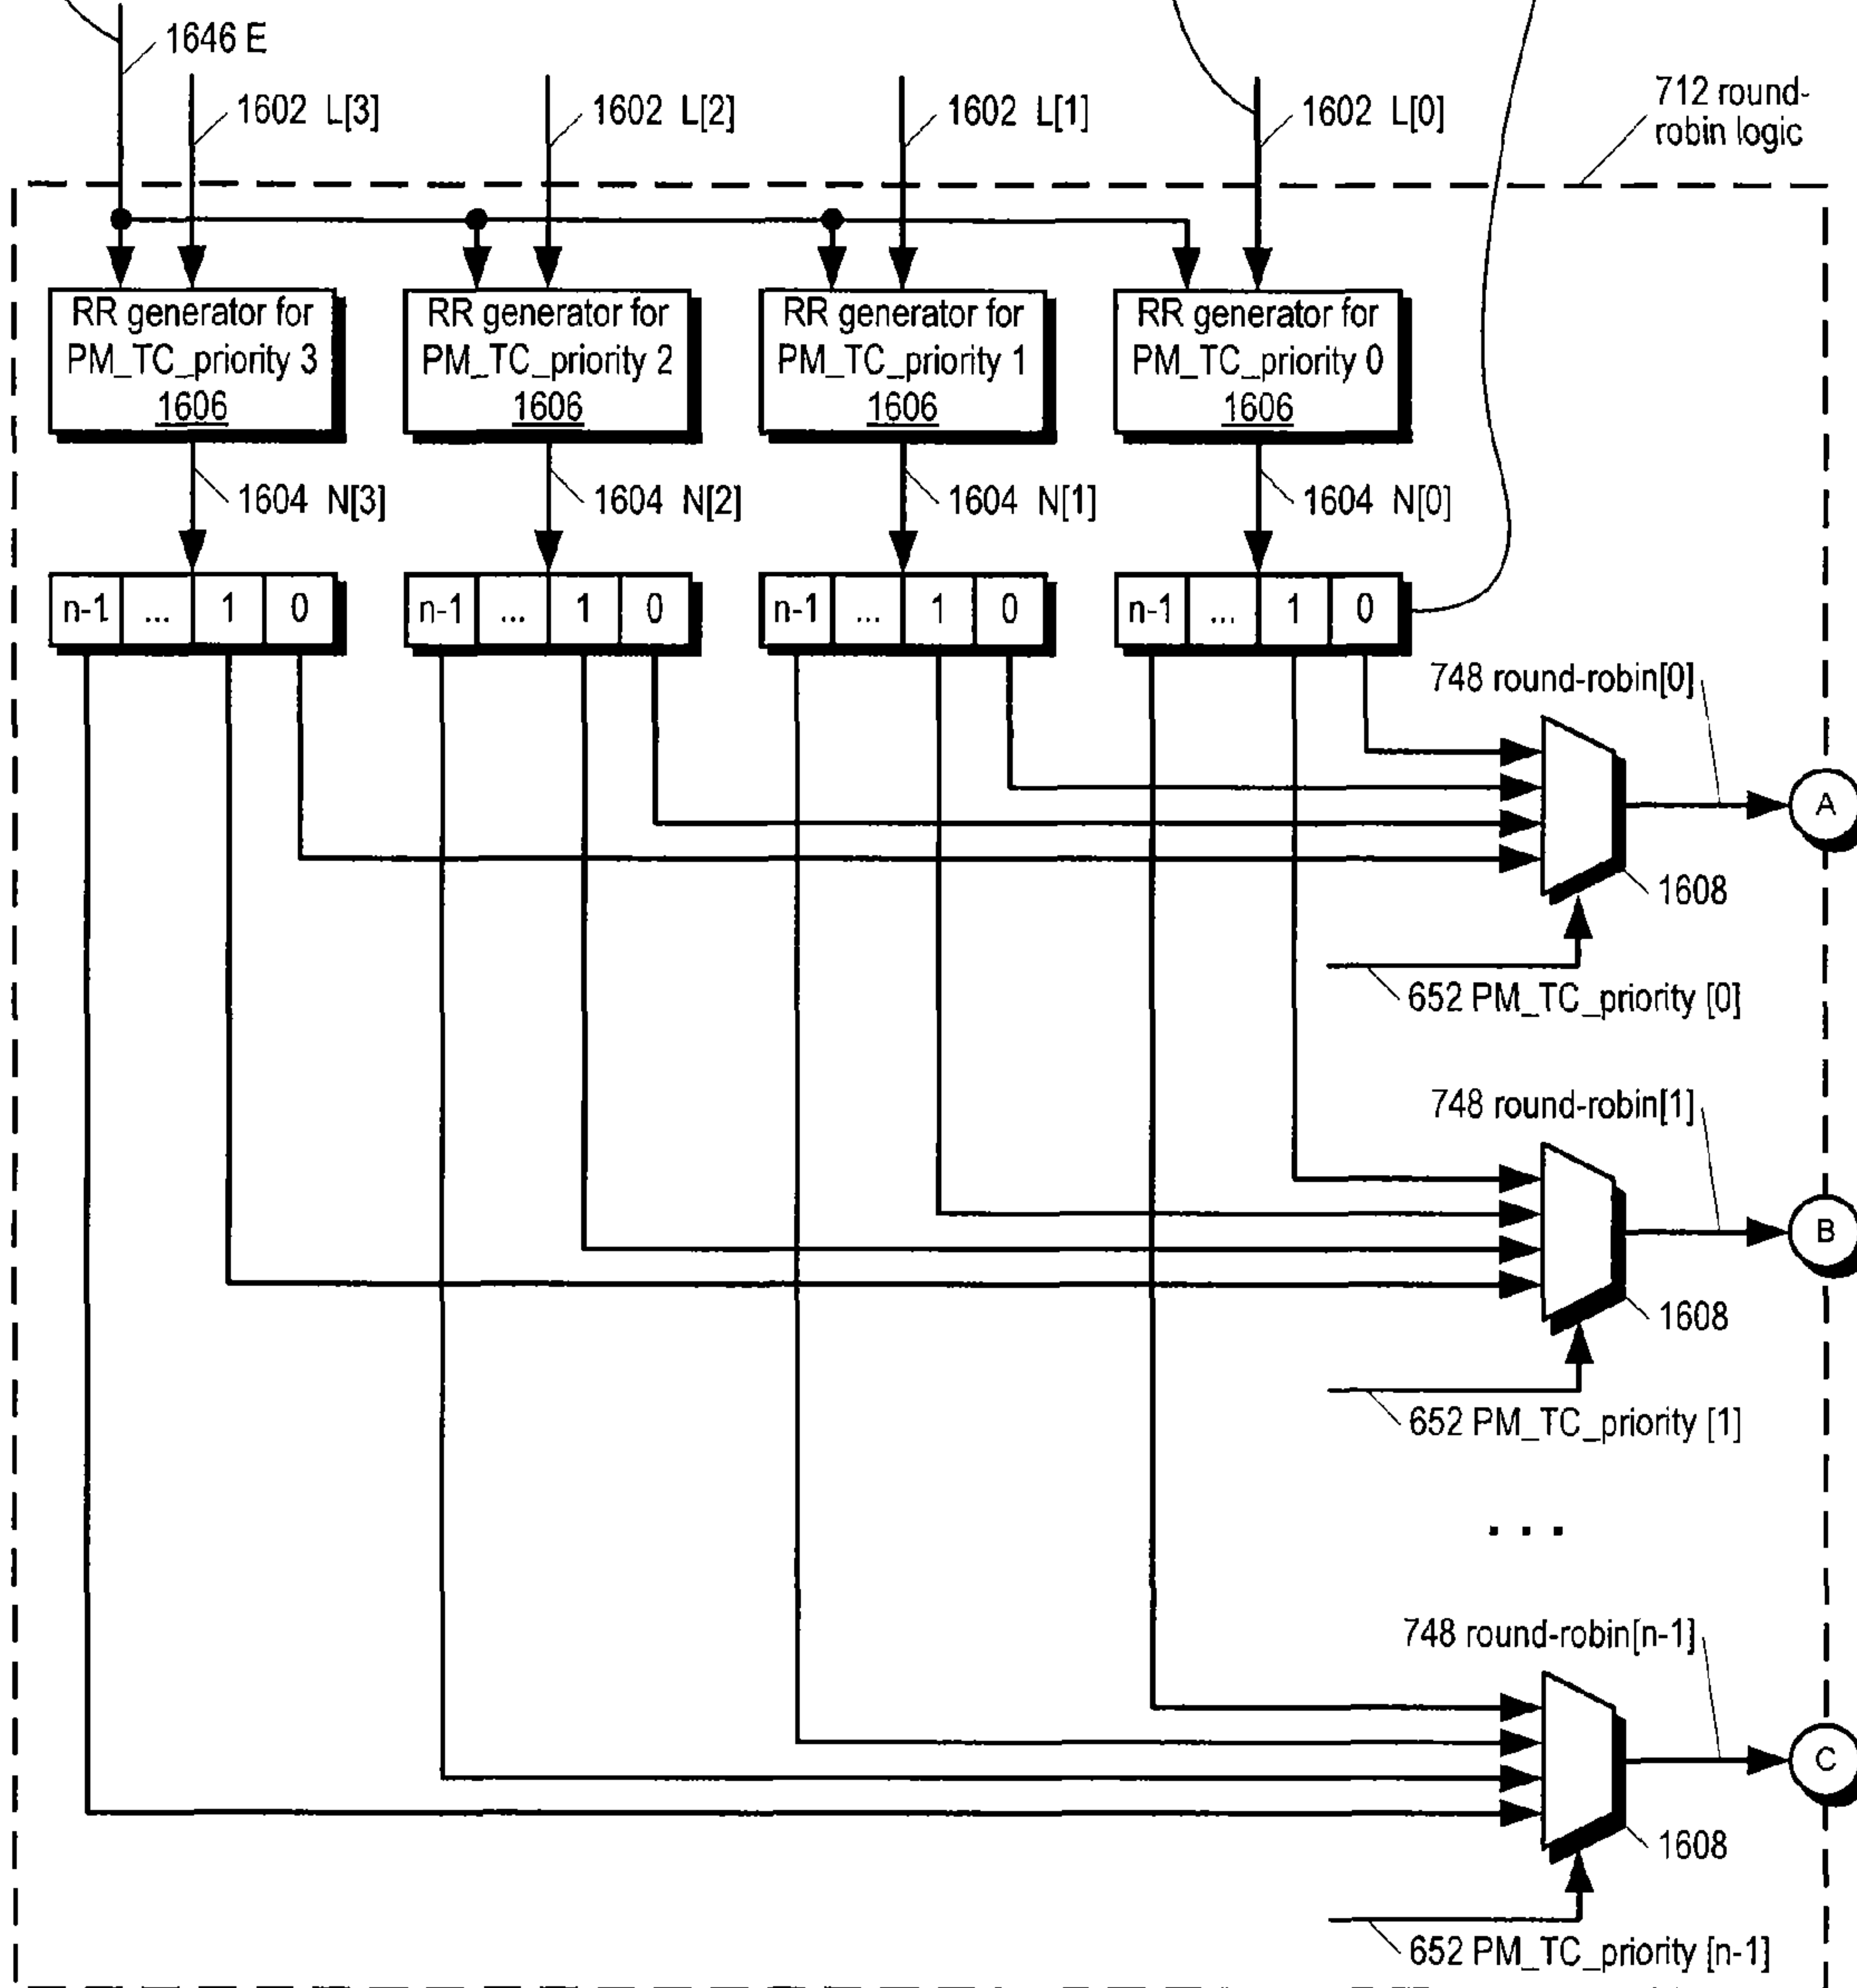 1646 E
1602 L[3]
1602 L[2]
1602 L[1]
1602 L[0]
712 round-
robin logic
RR generator for
PM_TC_priority 3
1606
RR generator for
PM_TC_priority 2
1606
RR generator for
PM_TC_priority 1
1606
RR generator for
PM_TC_priority 0
1606
1604 N[3]
1604 N[2]
1604 N[1]
1604 N[0]
n-1 ... 1 0
n-1 ... 1 0
n-1 ... 1 0
n-1 ... 1 0
748 round-robin[0]
A
1608
652 PM_TC_priority [0]
748 round-robin[1]
B
1608
652 PM_TC_priority [1]
. . .
748 round-robin[n-1]
C
1608
652 PM_TC_priority [n-1]